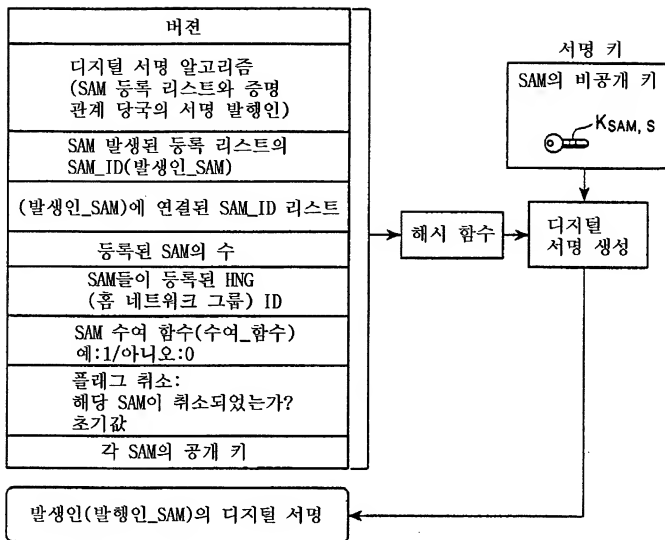 버젼
디지털 서명 알고리즘
(SAM 등록 리스트와 증명
관계 당국의 서명 발행인)
SAM 발생된 등록 리스트의
SAM_ID(발생인_SAM)
(발생인_SAM)에 연결된 SAM_ID 리스트
등록된 SAM의 수
SAM들이 등록된 HNG
(홈 네트워크 그룹) ID
SAM 수여 함수(수여_함수)
예:1/아니오:0
플래그 취소:
해당 SAM이 취소되었는가?
초기값
각 SAM의 공개 키
해시 함수
서명 키
SAM의 비공개 키
KSAM, S
디지털
서명 생성
발생인(발행인_SAM)의 디지털 서명